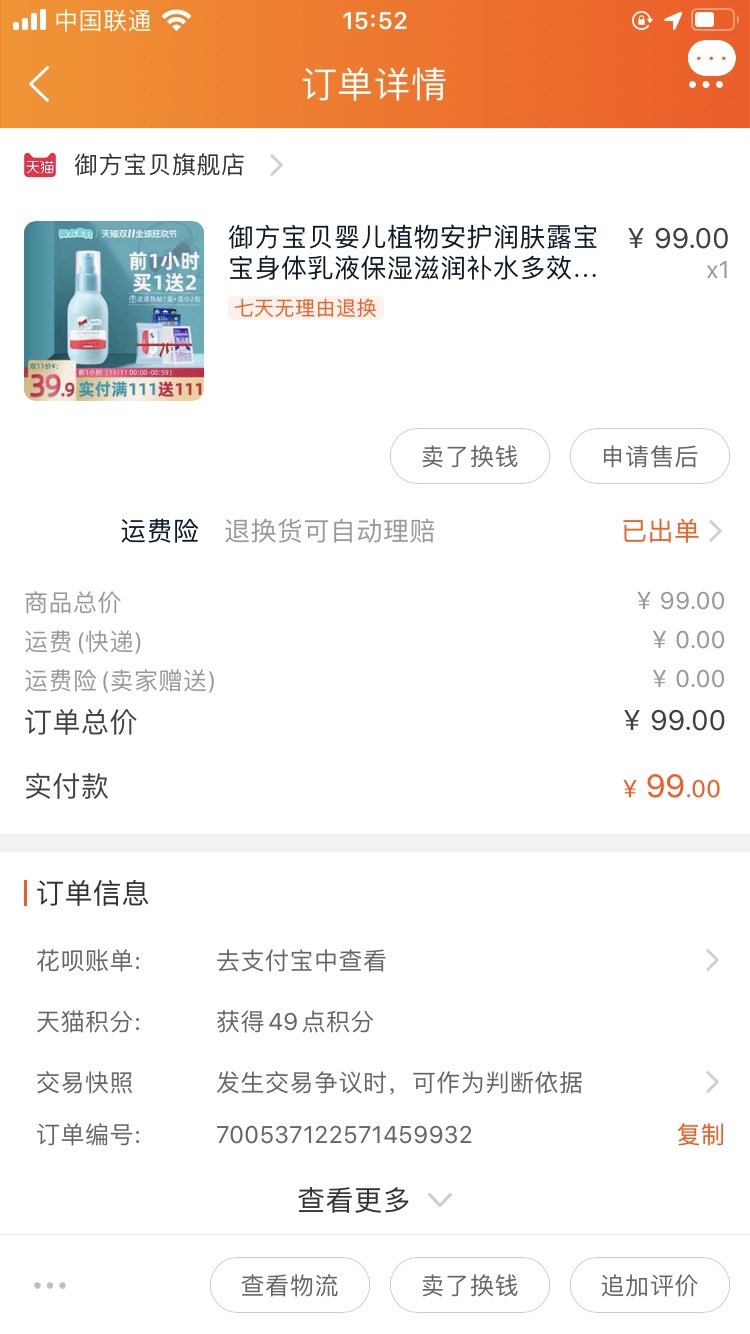 中国联通
15:52
订单详情
天猫 御方宝贝旗舰店
御方宝贝婴儿植物安护润肤露宝
¥ 99.00
宝身体乳液保湿滋润补水多效...
x1
七天无理由退换
天猫双11全球狂欢节
前1小时
买1送2
双11价¥:
39.9
前1小时 (11/11 00:00-00:59)
实付满111送111
卖了换钱
申请售后
运费险 退换货可自动理赔 已出单
商品总价 ¥ 99.00
运费(快递) ¥ 0.00
运费险(卖家赠送) ¥ 0.00
订单总价 ¥ 99.00
实付款 ¥ 99.00
订单信息
花呗账单: 去支付宝中查看
天猫积分: 获得49点积分
交易快照 发生交易争议时，可作为判断依据
订单编号: 700537122571459932 复制
查看更多
查看物流
卖了换钱
追加评价